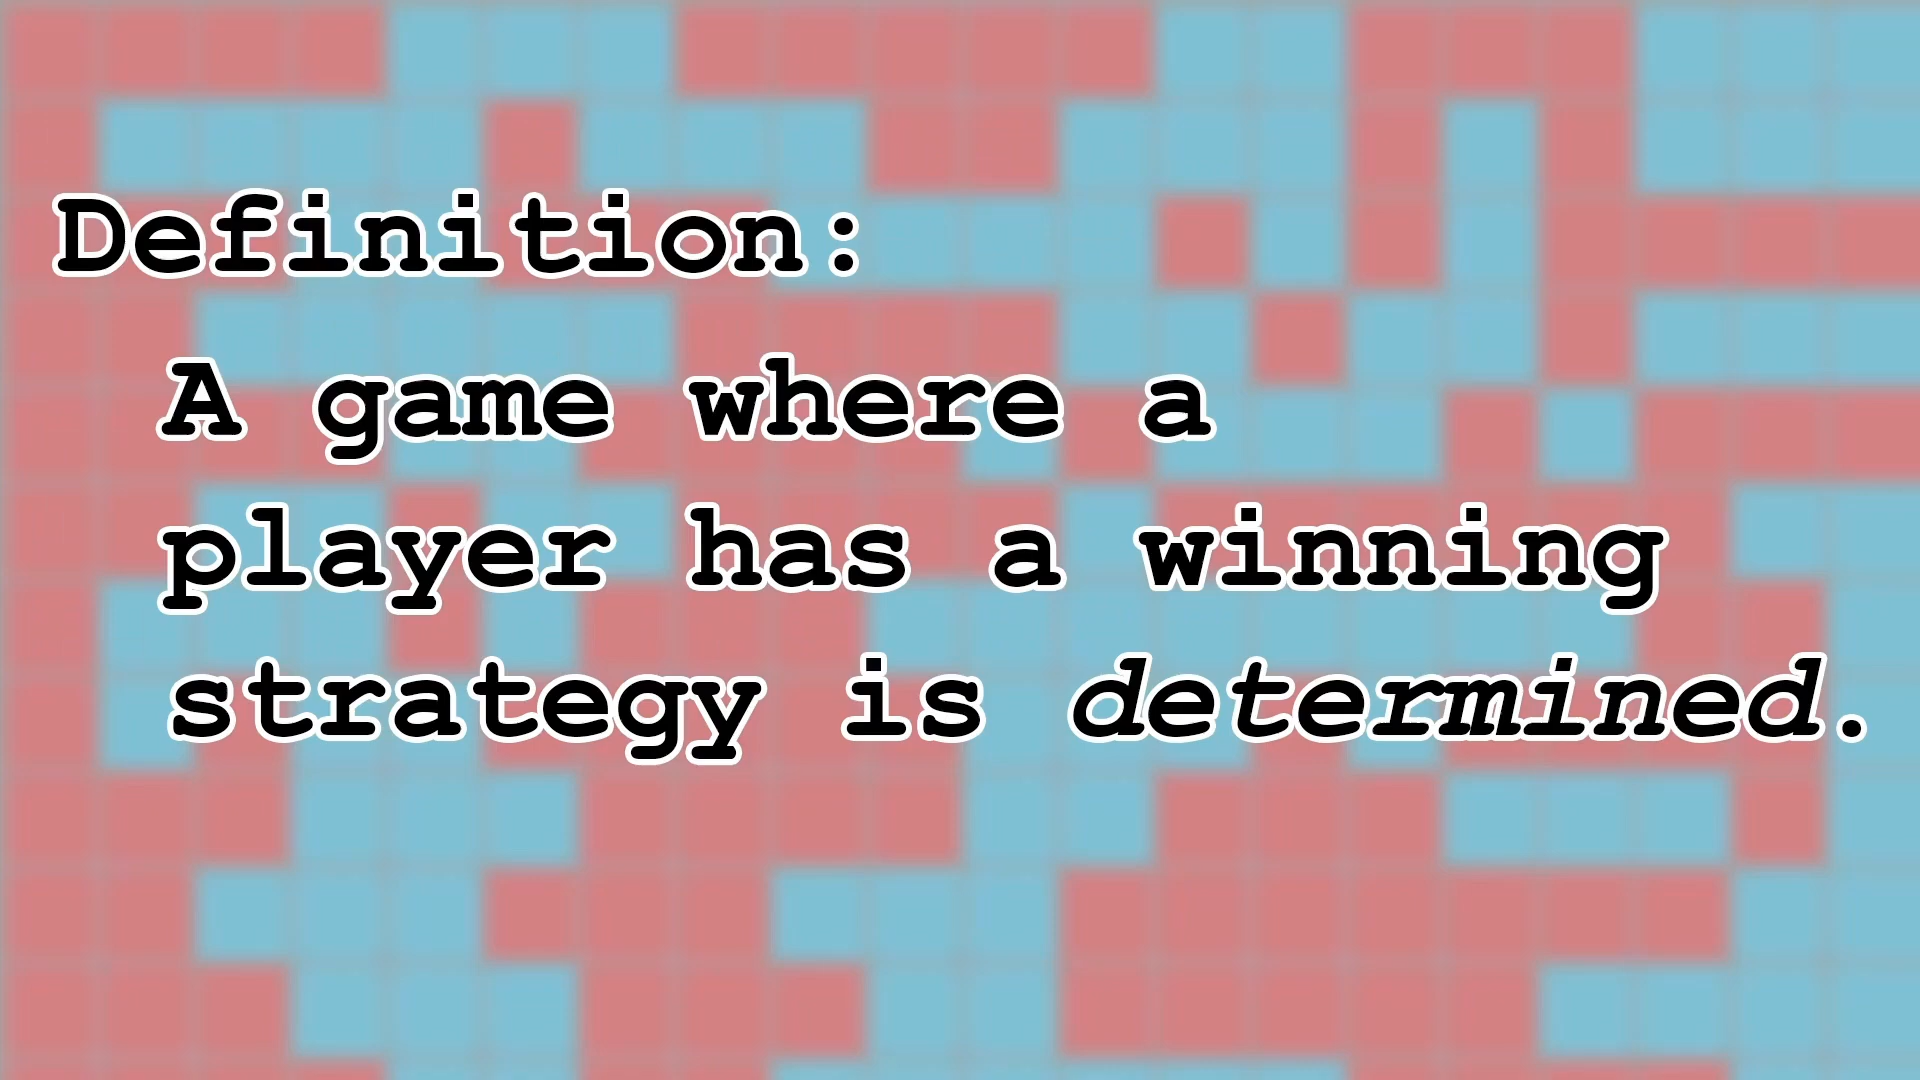 Definition:
A game where a
player has a winning
strategy is determined.